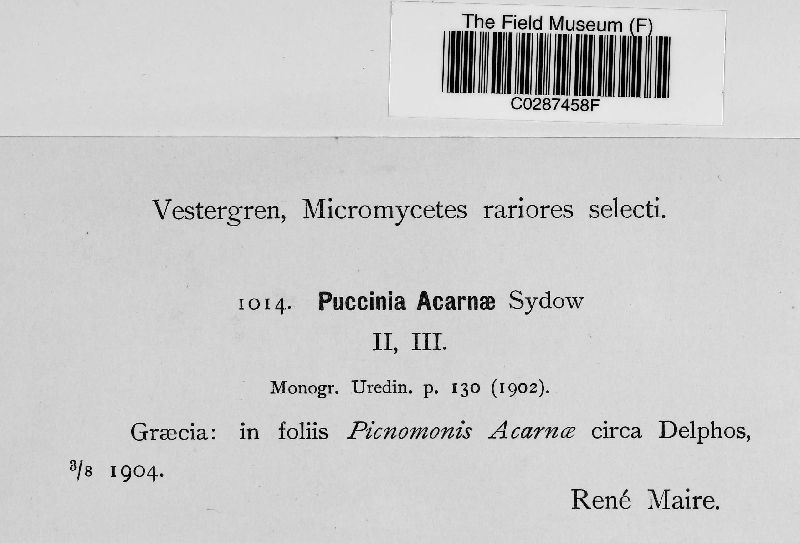 The Field Museum (F)
C0287458F
Vestergren, Micromycetes rariores selecti.
1014. Puccinia Acarnæ Sydow
II, III.
Monogr. Uredin. p. 130 (1902).
Græcia: in foliis Picnomonis Acarnæ circa Delphos,
3/8 1904.
René Maire.